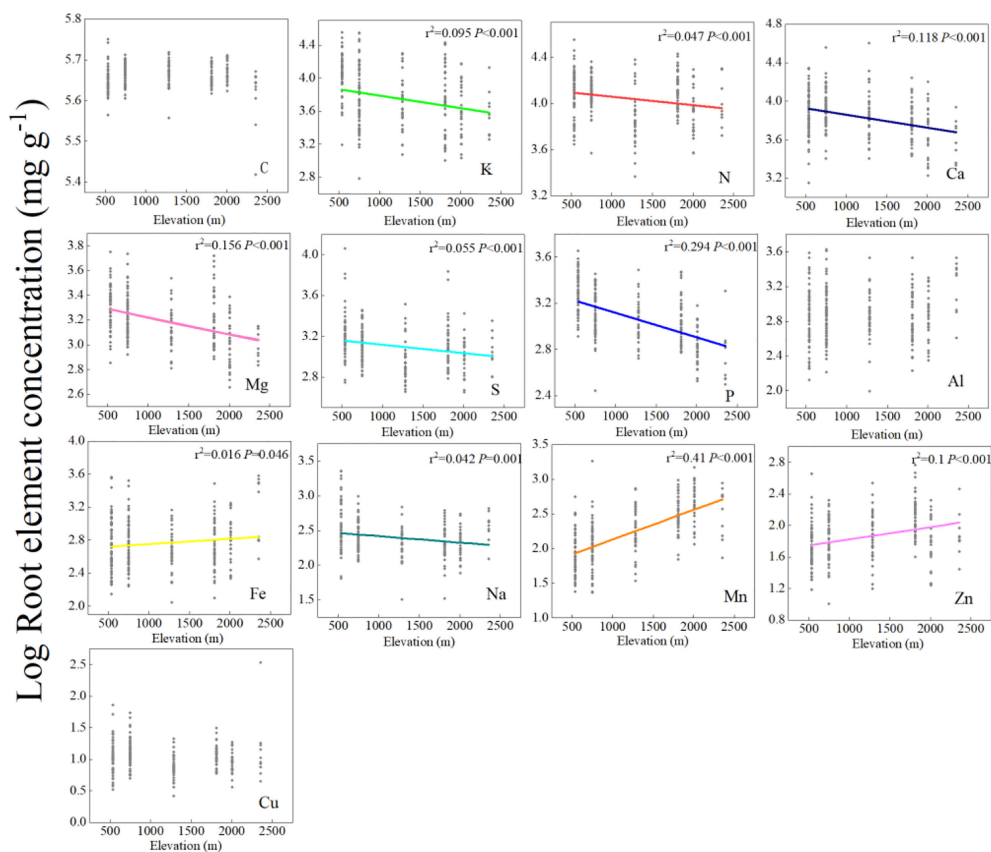 Log Root element concentration (mg g⁻¹)
5.8
5.7
5.6
5.5
5.4
C
500 1000 1500 2000 2500
Elevation (m)
r²=0.095 P<0.001
4.8
4.4
4.0
3.6
3.2
2.8
K
500 1000 1500 2000 2500
Elevation (m)
r²=0.047 P<0.001
4.8
4.4
4.0
3.6
3.2
N
500 1000 1500 2000 2500
Elevation (m)
r²=0.118 P<0.001
4.8
4.4
4.0
3.6
3.2
2.8
Ca
500 1000 1500 2000 2500
Elevation (m)
r²=0.156 P<0.001
3.8
3.6
3.4
3.2
3.0
2.8
2.6
Mg
500 1000 1500 2000 2500
Elevation (m)
r²=0.055 P<0.001
4.0
3.6
3.2
2.8
S
500 1000 1500 2000 2500
Elevation (m)
r²=0.294 P<0.001
3.6
3.2
2.8
2.4
P
500 1000 1500 2000 2500
Elevation (m)
3.6
3.2
2.8
2.4
2.0
Al
500 1000 1500 2000 2500
Elevation (m)
r²=0.016 P=0.046
4.0
3.6
3.2
2.8
2.4
2.0
Fe
500 1000 1500 2000 2500
Elevation (m)
r²=0.042 P=0.001
3.5
3.0
2.5
2.0
1.5
Na
500 1000 1500 2000 2500
Elevation (m)
r²=0.41 P<0.001
3.5
3.0
2.5
2.0
1.5
1.0
Mn
500 1000 1500 2000 2500
Elevation (m)
r²=0.1 P<0.001
2.8
2.4
2.0
1.6
1.2
0.8
Zn
500 1000 1500 2000 2500
Elevation (m)
2.5
2.0
1.5
1.0
0.5
0.0
Cu
500 1000 1500 2000 2500
Elevation (m)